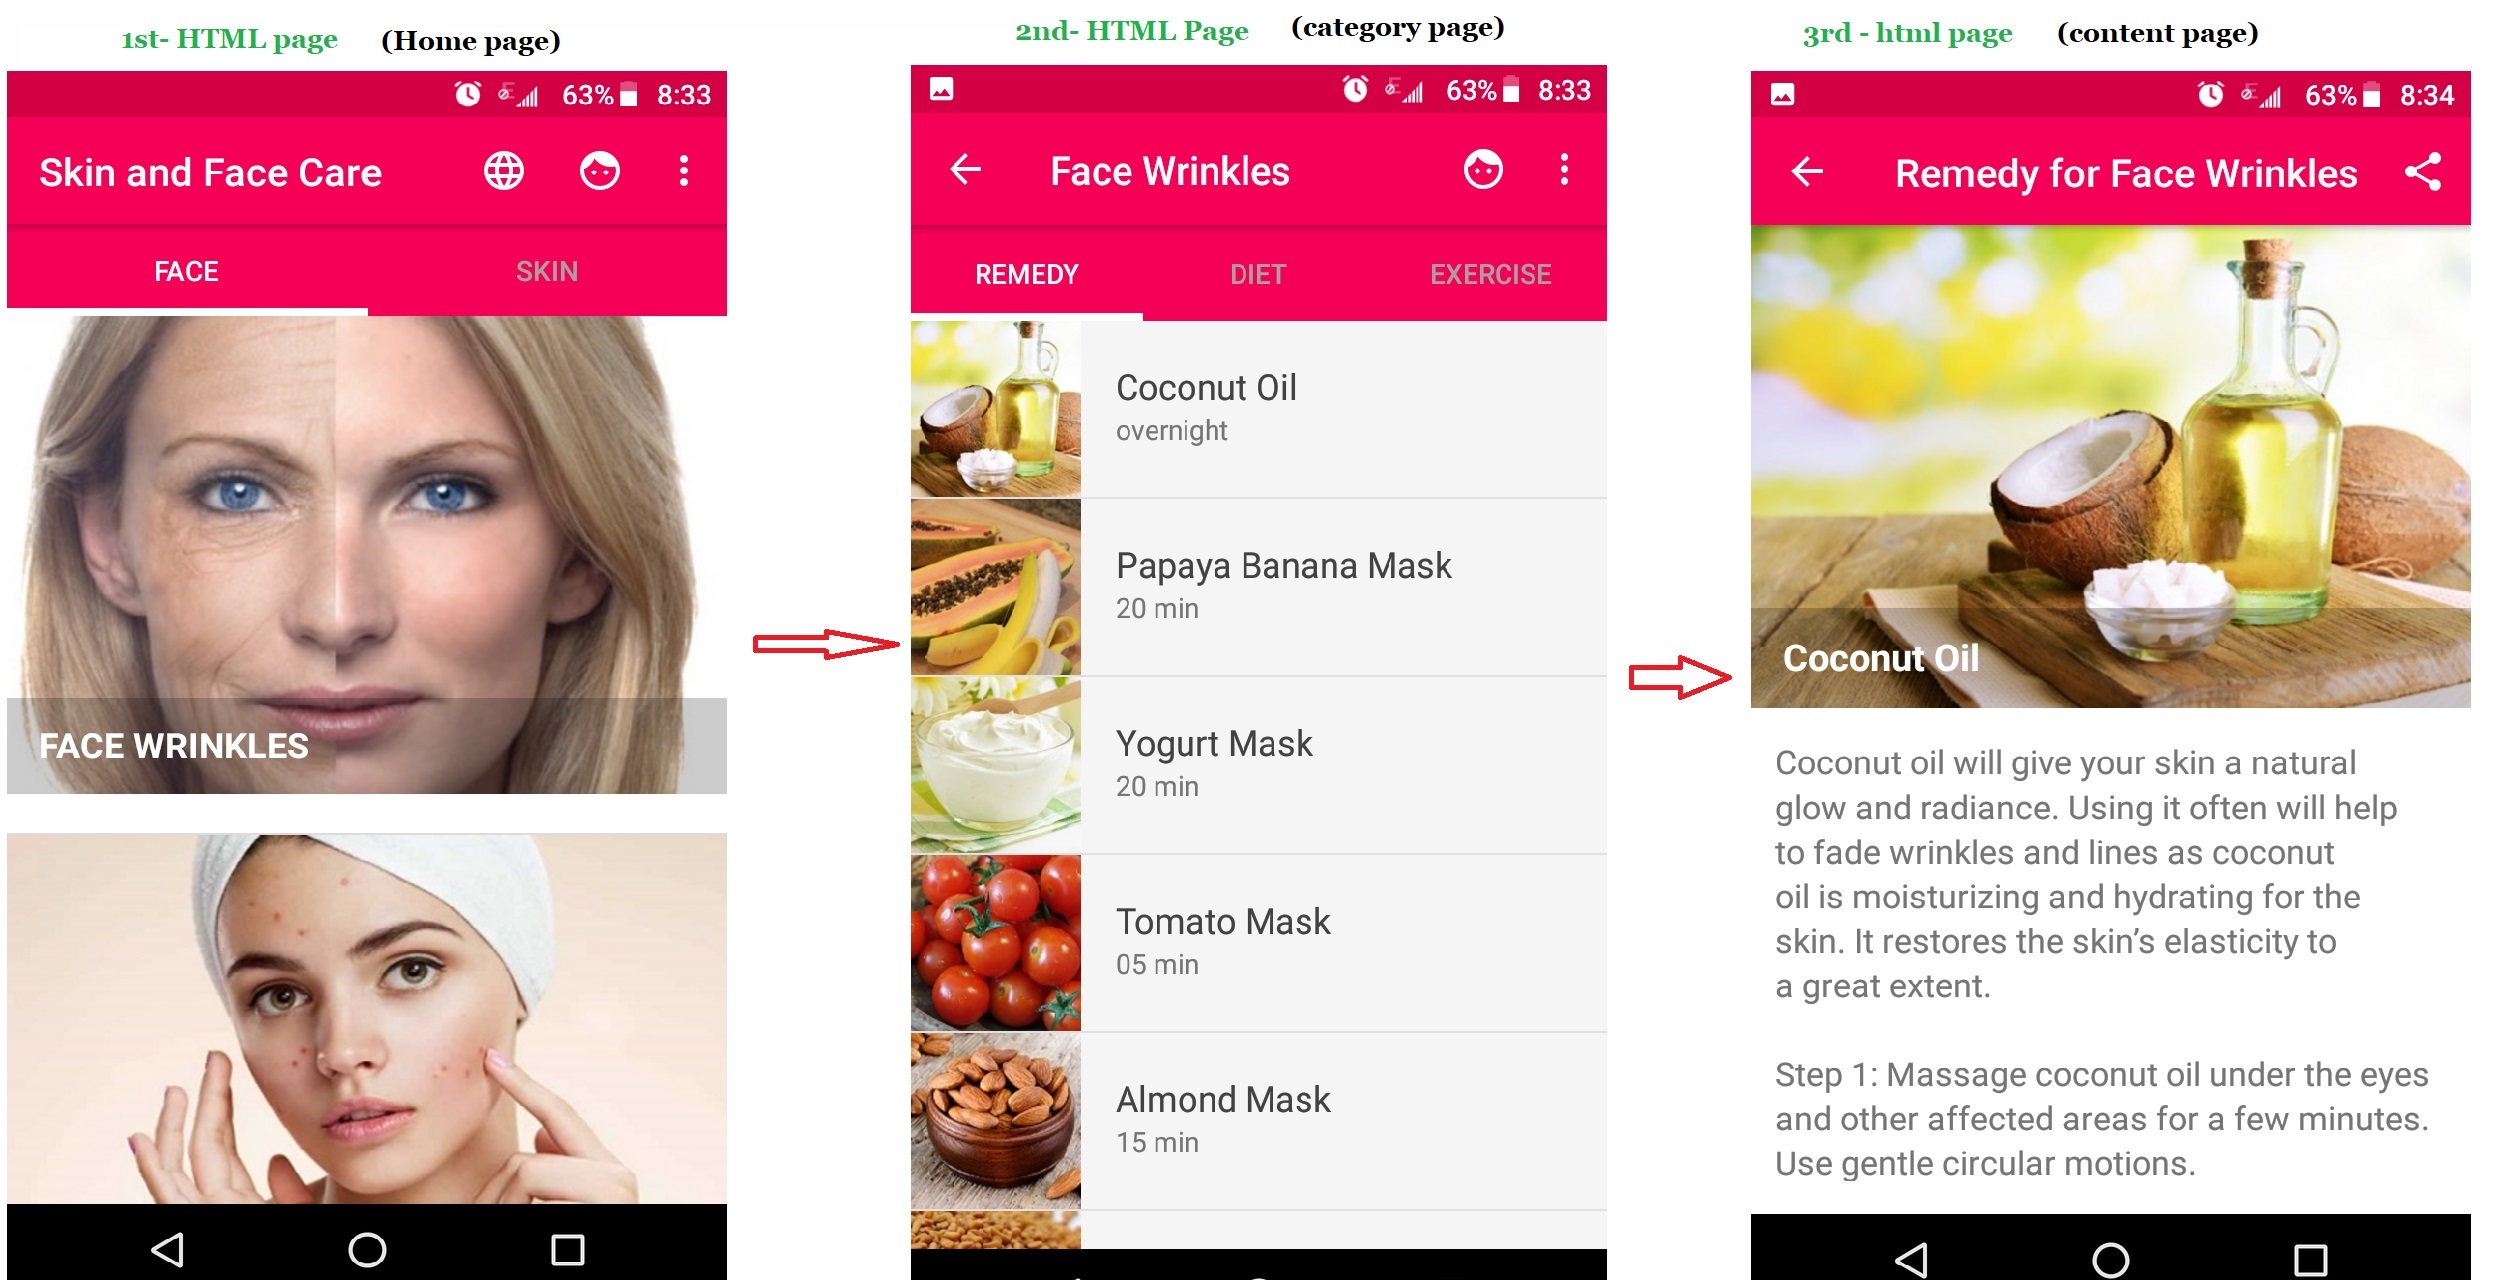 1st- HTML page (Home page)
63% 8:33
Skin and Face Care
FACE SKIN
FACE WRINKLES
2nd- HTML Page (category page)
63% 8:33
Face Wrinkles
REMEDY DIET EXERCISE
Coconut Oil
overnight
Papaya Banana Mask
20 min
Yogurt Mask
20 min
Tomato Mask
05 min
Almond Mask
15 min
3rd - html page (content page)
63% 8:34
Remedy for Face Wrinkles
Coconut Oil
Coconut oil will give your skin a natural
glow and radiance. Using it often will help
to fade wrinkles and lines as coconut
oil is moisturizing and hydrating for the
skin. It restores the skin’s elasticity to
a great extent.
Step 1: Massage coconut oil under the eyes
and other affected areas for a few minutes.
Use gentle circular motions.